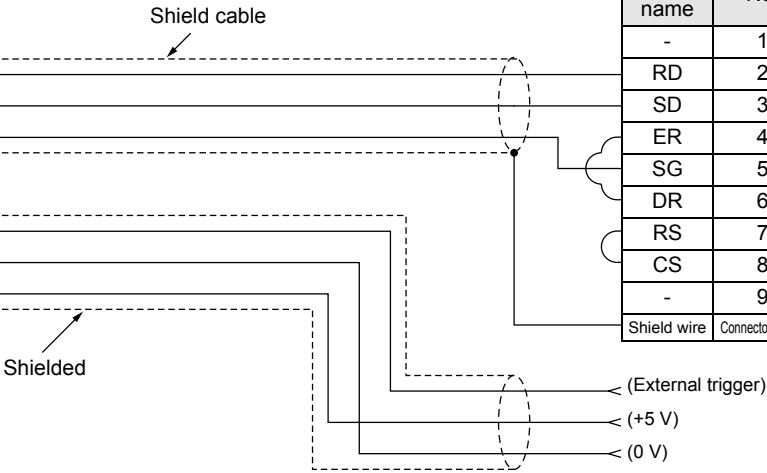 Shield cable
name
- 1
RD 2
SD 3
ER 4
SG 5
DR 6
RS 7
CS 8
- 9
Shield wire
Shielded
(External trigger)
(+5 V)
(0 V)